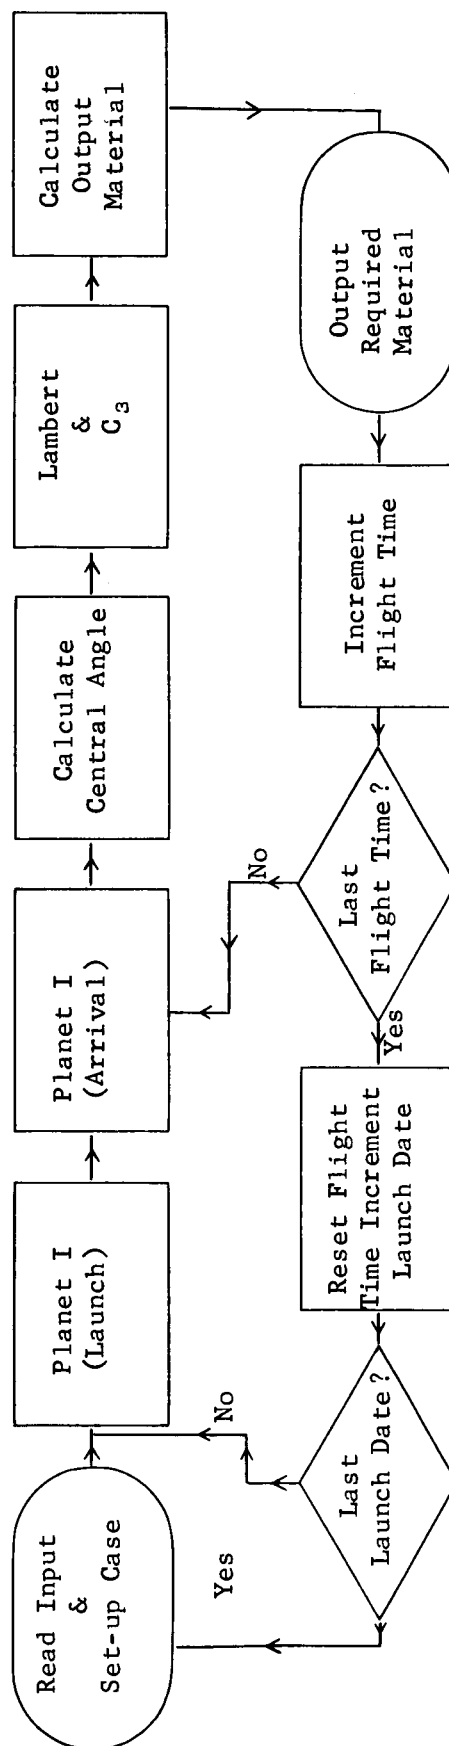 Read Input
&
Set-up Case
Planet I
(Launch)
Planet I
(Arrival)
Calculate
Central Angle
Lambert
&
C₃
Calculate
Output
Material
Output
Required
Material
Increment
Flight Time
Last
Flight Time?
No
Yes
Reset Flight
Time Increment
Launch Date
Last
Launch Date?
No
Yes